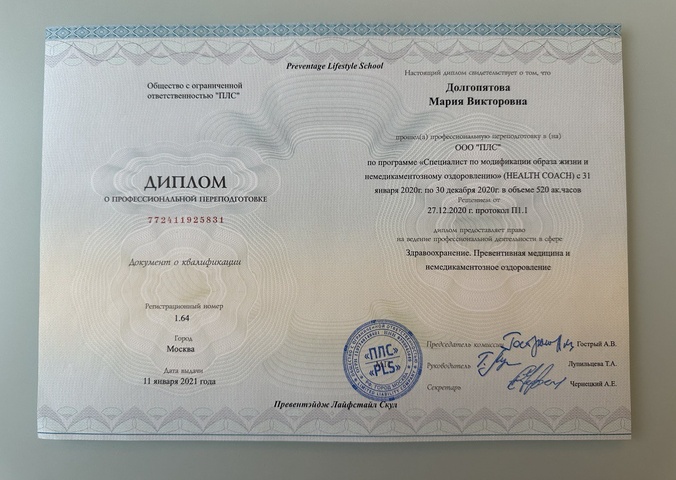 Preventage Lifestyle School
Общество с ограниченной
ответственностью "ПЛС"
ДИПЛОМ
О ПРОФЕССИОНАЛЬНОЙ ПЕРЕПОДГОТОВКЕ
772411925831
Документ о квалификации
Регистрационный номер
1.64
Город
Москва
Дата выдачи
11 января 2021 года
Настоящий диплом свидетельствует о том, что
Долгопятова
Мария Викторовна
прошел(а) профессиональную переподготовку в (на)
ООО "ПЛС"
по программе «Специалист по модификации образа жизни и
немедикаментозному оздоровлению» (HEALTH COACH) с 31
января 2020г. по 30 декабря 2020г. в объеме 520 ак.часов
Решением от
27.12.2020 г. протокол П1.1
диплом предоставляет право
на ведение профессиональной деятельности в сфере
Здравоохранение. Превентивная медицина и
немедикаментозное оздоровление
Председатель комиссии Гострый А.В.
Руководитель Лупильцева Т.А.
Секретарь Чернецкий А.Е.
«ПЛС»
«PLS»
Превентэйдж Лайфстайл Скул